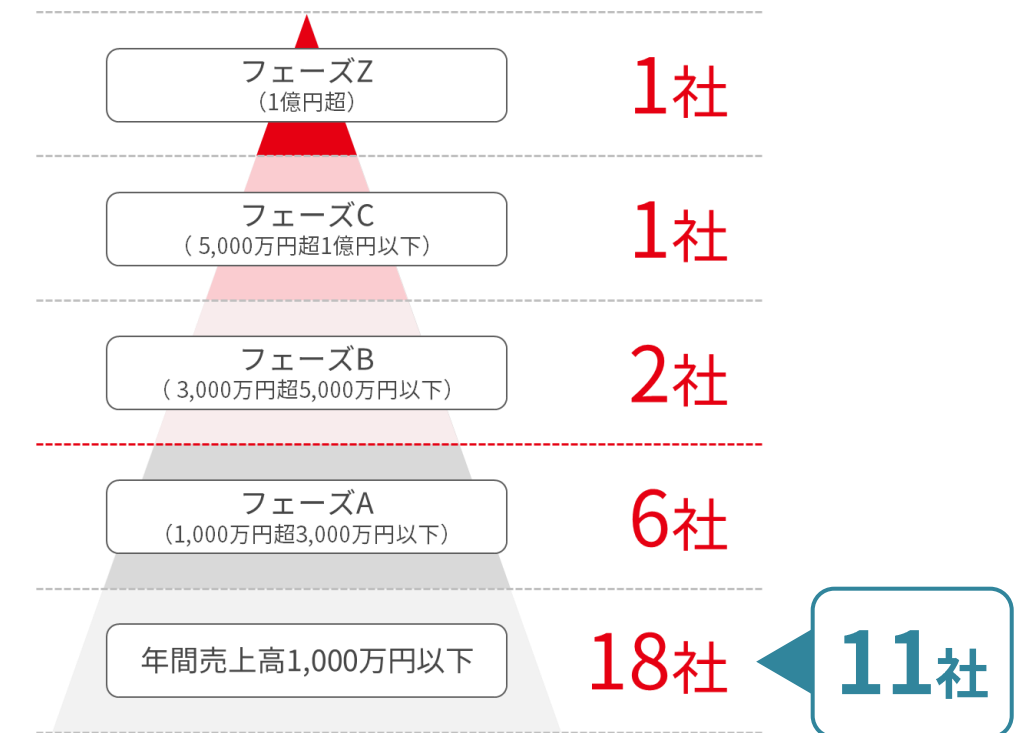 フェーズZ
（1億円超）
1社
フェーズC
（ 5,000万円超1億円以下）
1社
フェーズB
（ 3,000万円超5,000万円以下）
2社
フェーズA
（1,000万円超3,000万円以下）
6社
年間売上高1,000万円以下
18社
11社